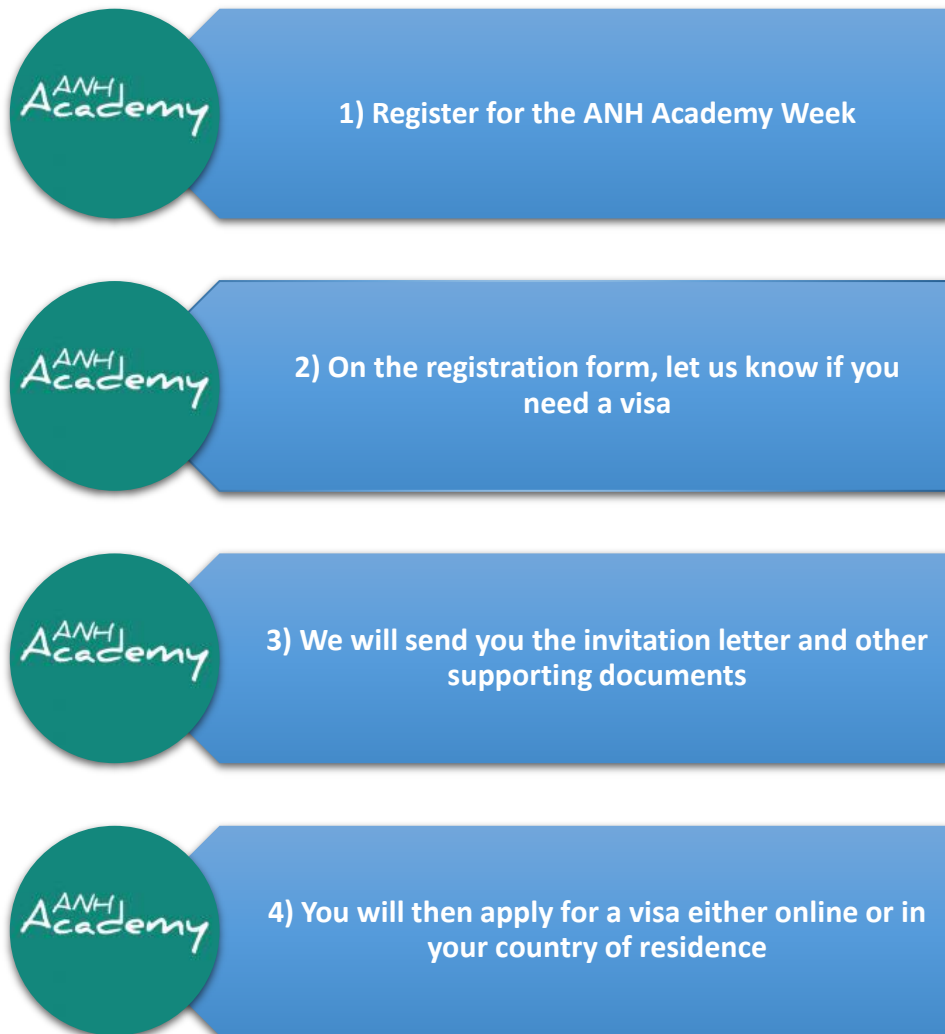 ANH
Academy
1) Register for the ANH Academy Week
ANH
Academy
2) On the registration form, let us know if you
need a visa
ANH
Academy
3) We will send you the invitation letter and other
supporting documents
ANH
Academy
4) You will then apply for a visa either online or in
your country of residence